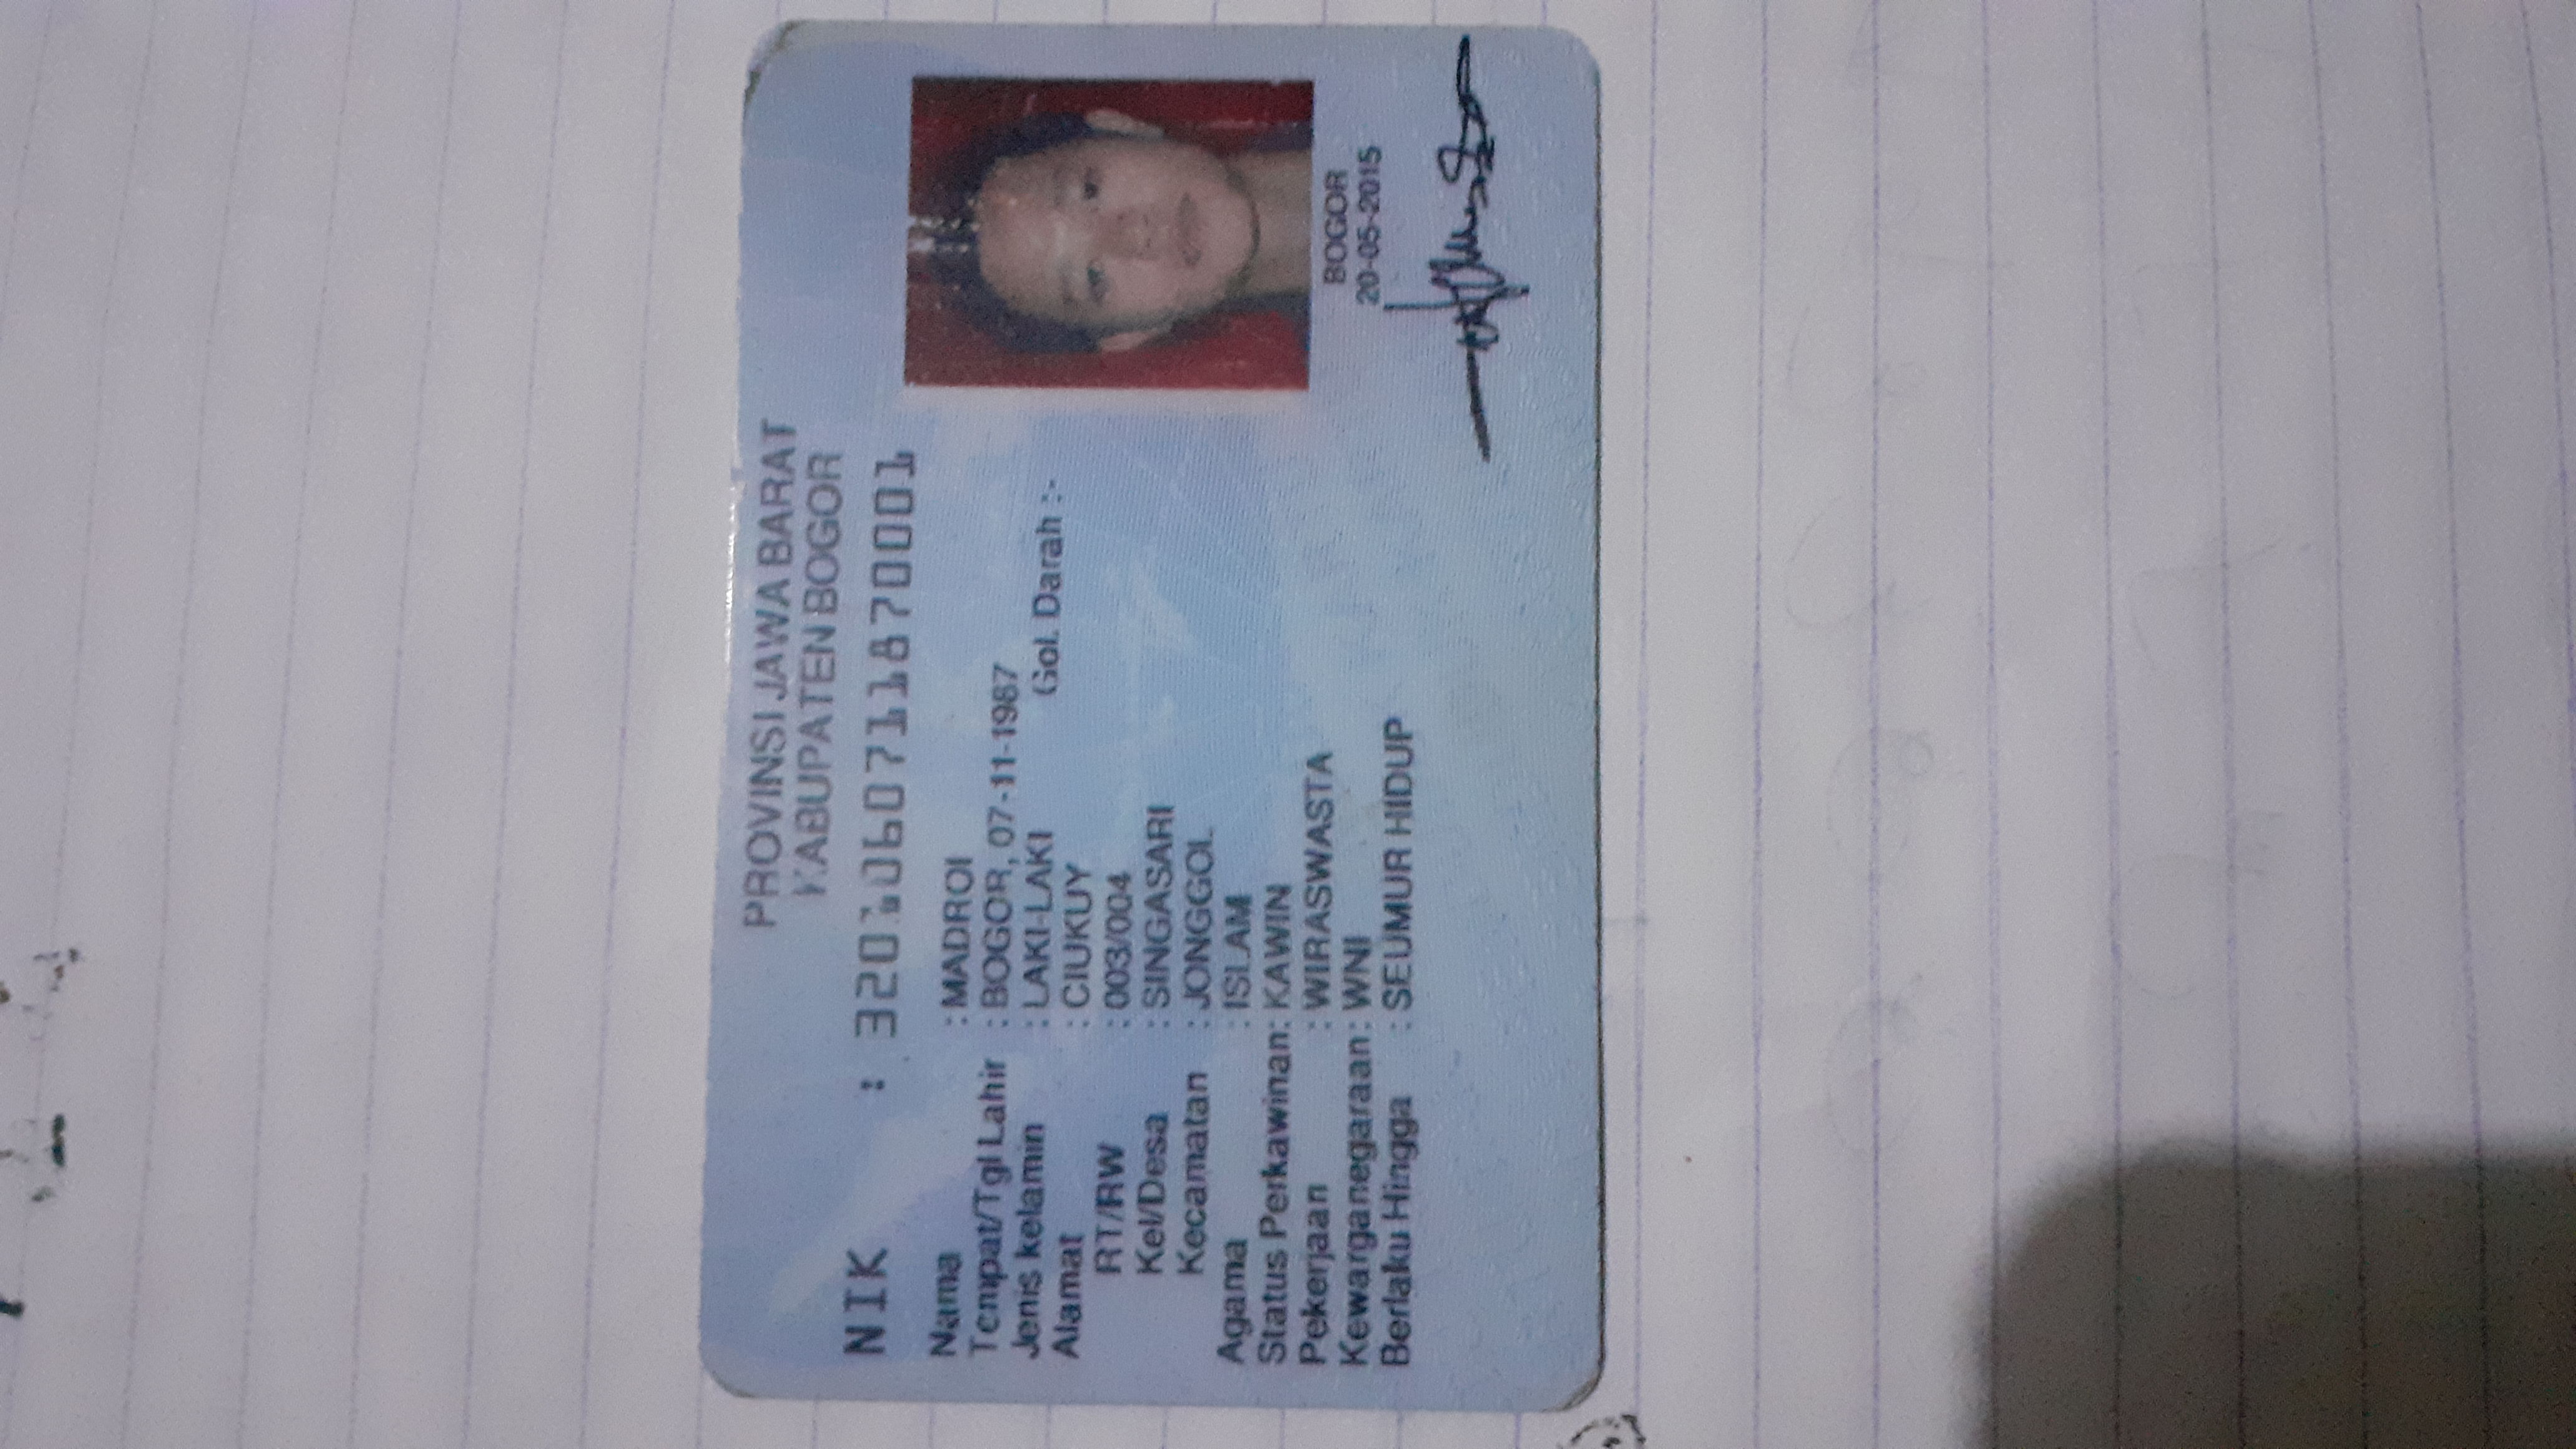 PROVINSI JAWA BARAT
KABUPATEN BOGOR
NIK : 3201060711870001
Nama : MADROI
Tempat/Tgl Lahir : BOGOR, 07-11-1987
Jenis kelamin : LAKI-LAKI Gol. Darah :-
Alamat : CIUKUY
RT/RW : 003/004
Kel/Desa : SINGASARI
Kecamatan : JONGGOL
Agama : ISLAM
Status Perkawinan: KAWIN
Pekerjaan : WIRASWASTA
Kewarganegaraan: WNI
Berlaku Hingga : SEUMUR HIDUP
BOGOR
20-05-2015